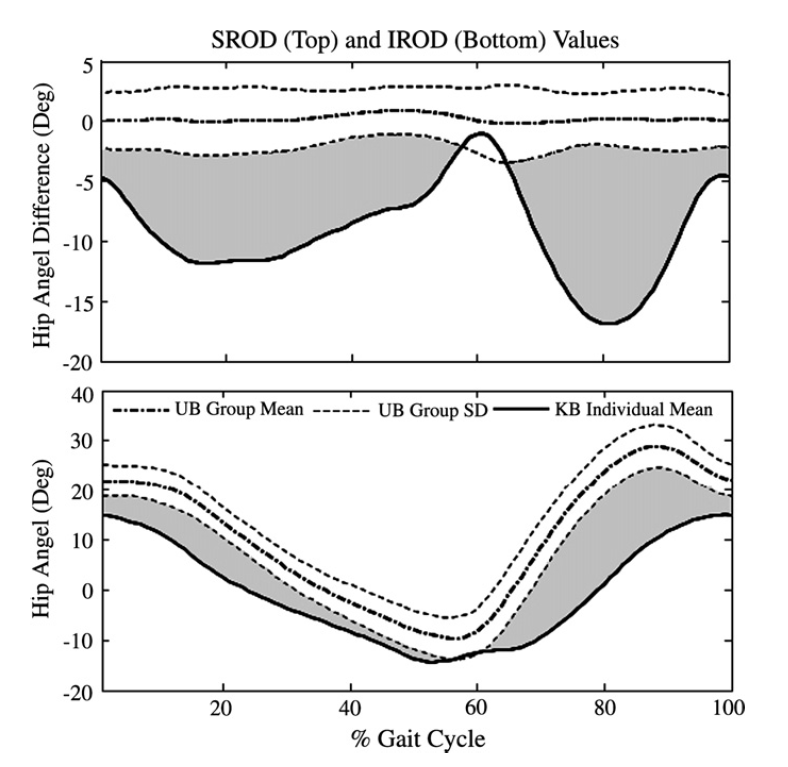 SROD (Top) and IROD (Bottom) Values
5
0
-5
-10
-15
-20
Hip Angel Difference (Deg)
40
30
20
10
0
-10
-20
Hip Angel (Deg)
UB Group Mean UB Group SD KB Individual Mean
20 40 60 80 100
% Gait Cycle